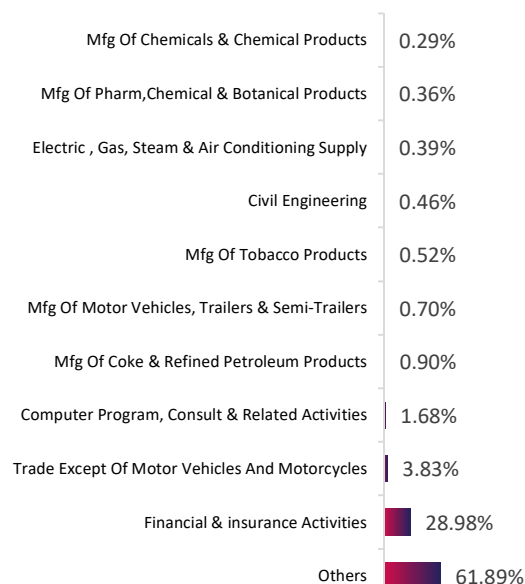 Mfg Of Chemicals & Chemical Products 0.29%
Mfg Of Pharm,Chemical & Botanical Products 0.36%
Electric , Gas, Steam & Air Conditioning Supply 0.39%
Civil Engineering 0.46%
Mfg Of Tobacco Products 0.52%
Mfg Of Motor Vehicles, Trailers & Semi-Trailers 0.70%
Mfg Of Coke & Refined Petroleum Products 0.90%
Computer Program, Consult & Related Activities 1.68%
Trade Except Of Motor Vehicles And Motorcycles 3.83%
Financial & insurance Activities 28.98%
Others 61.89%